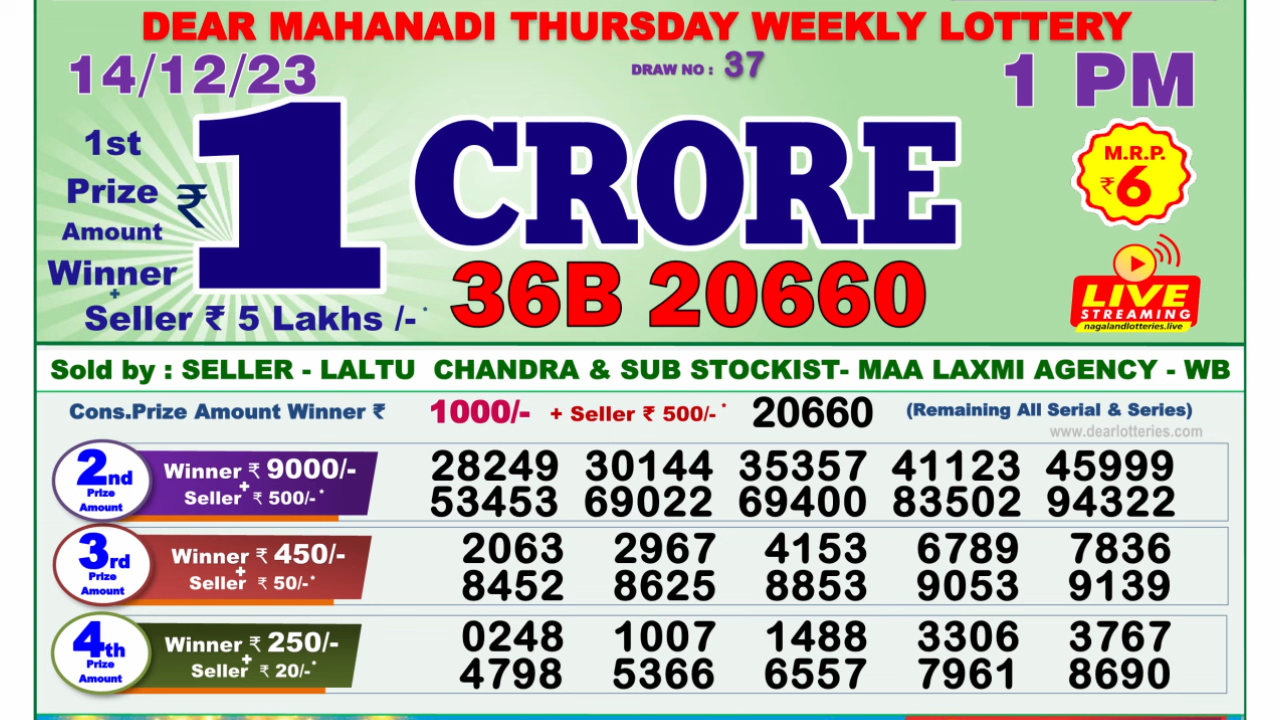 DEAR MAHANADI THURSDAY WEEKLY LOTTERY
14/12/23
DRAW NO : 37
1 PM
1st
Prize
Amount
Winner
+
Seller ₹ 5 Lakhs /-*
₹ 1 CRORE
36B 20660
M.R.P.
₹6
LIVE
STREAMING
nagalandlotteries.live
Sold by : SELLER - LALTU CHANDRA & SUB STOCKIST- MAA LAXMI AGENCY - WB
Cons.Prize Amount Winner ₹ 1000/- + Seller ₹ 500/-* 20660 (Remaining All Serial & Series)
www.dearlotteries.com
2nd
Prize
Amount
Winner ₹ 9000/-
+
Seller ₹ 500/-*
28249 30144 35357 41123 45999
53453 69022 69400 83502 94322
3rd
Prize
Amount
Winner ₹ 450/-
+
Seller ₹ 50/-*
2063 2967 4153 6789 7836
8452 8625 8853 9053 9139
4th
Prize
Amount
Winner ₹ 250/-
+
Seller ₹ 20/-*
0248 1007 1488 3306 3767
4798 5366 6557 7961 8690